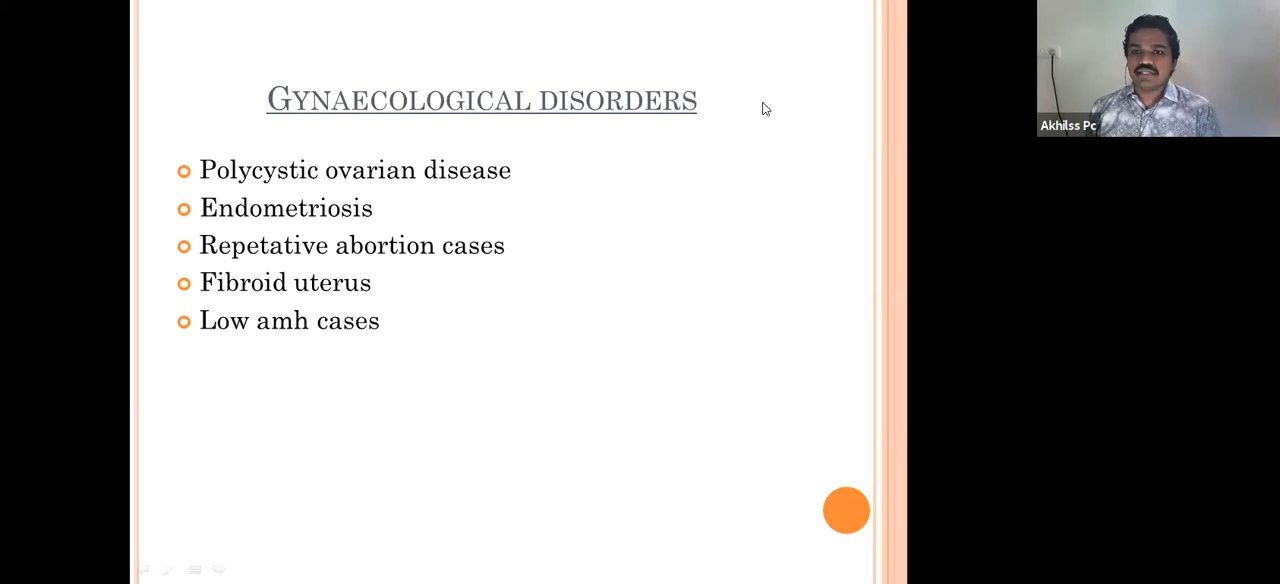 GYNAECOLOGICAL DISORDERS
Polycystic ovarian disease
Endometriosis
Repetative abortion cases
Fibroid uterus
Low amh cases
Akhilss Pc